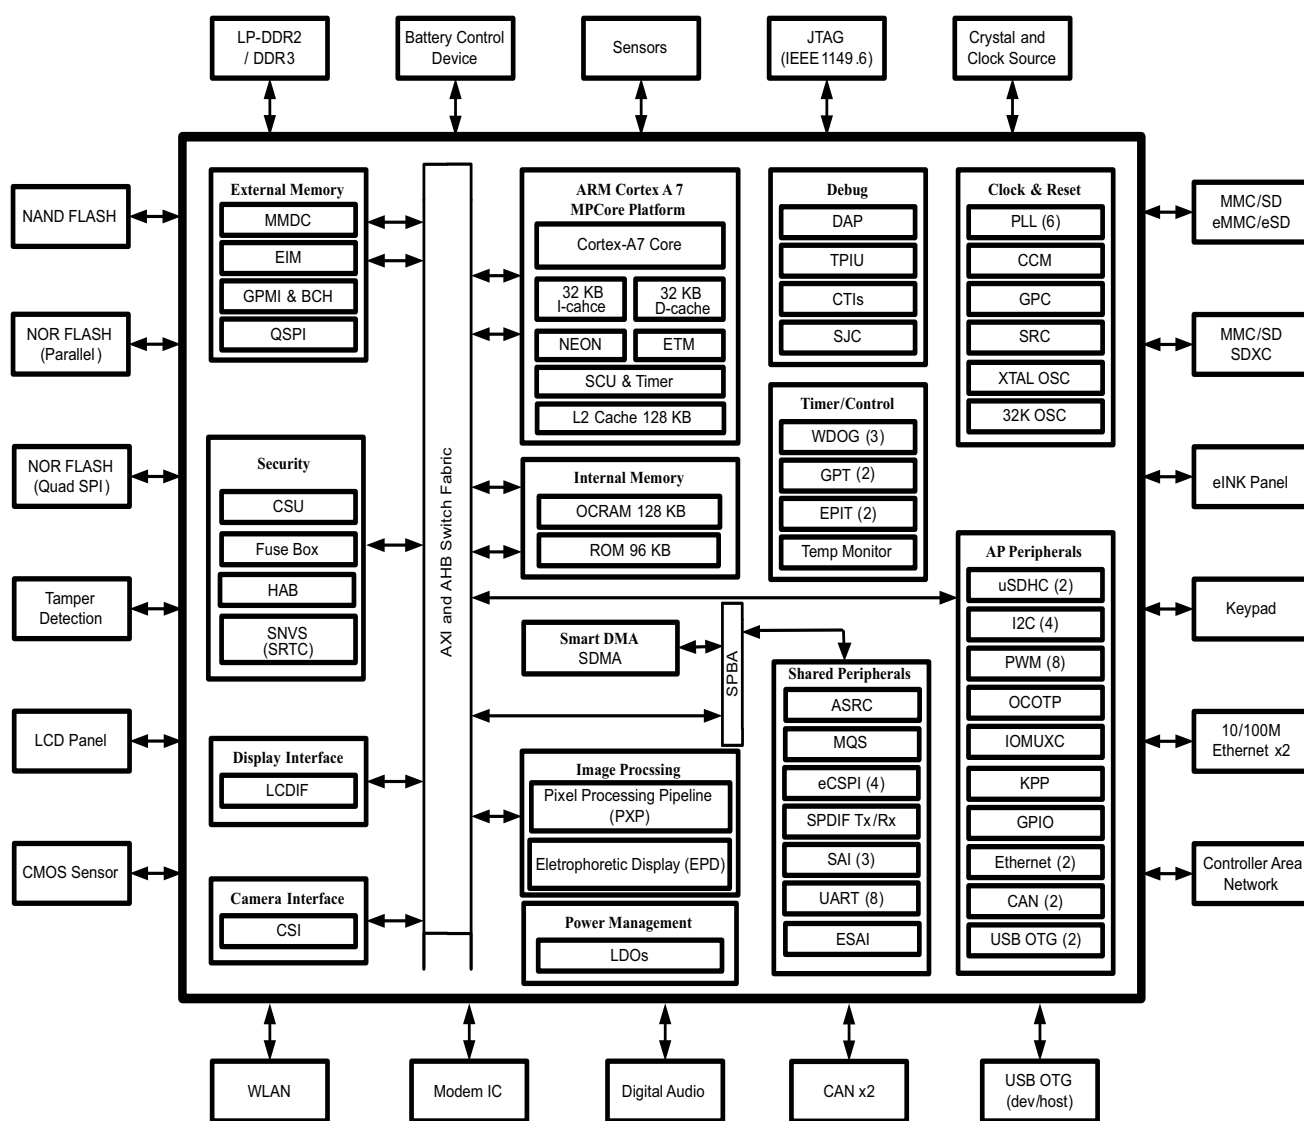 LP-DDR2
/ DDR3
Battery Control
Device
Sensors
JTAG
(IEEE1149.6)
Crystal and
Clock Source
NAND FLASH
NOR FLASH
(Parallel)
NOR FLASH
(Quad SPI)
Tamper
Detection
LCD Panel
CMOS Sensor
External Memory
MMDC
EIM
GPMI & BCH
QSPI
Security
CSU
Fuse Box
HAB
SNVS
(SRTC)
Display Interface
LCDIF
Camera Interface
CSI
AXI and AHB Switch Fabric
ARM Cortex A 7
MPCore Platform
Cortex-A7 Core
32 KB
I-cahce
32 KB
D-cache
NEON
ETM
SCU & Timer
L2 Cache 128 KB
Internal Memory
OCRAM 128 KB
ROM 96 KB
Smart DMA
SDMA
SPBA
Image Procssing
Pixel Processing Pipeline
(PXP)
Eletrophoretic Display (EPD)
Power Management
LDOs
Debug
DAP
TPIU
CTIs
SJC
Timer/Control
WDOG (3)
GPT (2)
EPIT (2)
Temp Monitor
Shared Peripherals
ASRC
MQS
eCSPI (4)
SPDIF Tx/Rx
SAI (3)
UART (8)
ESAI
Clock & Reset
PLL (6)
CCM
GPC
SRC
XTAL OSC
32K OSC
AP Peripherals
uSDHC (2)
I2C (4)
PWM (8)
OCOTP
IOMUXC
KPP
GPIO
Ethernet (2)
CAN (2)
USB OTG (2)
MMC/SD
eMMC/eSD
MMC/SD
SDXC
eINK Panel
Keypad
10/100M
Ethernet x2
Controller Area
Network
WLAN
Modem IC
Digital Audio
CAN x2
USB OTG
(dev/host)